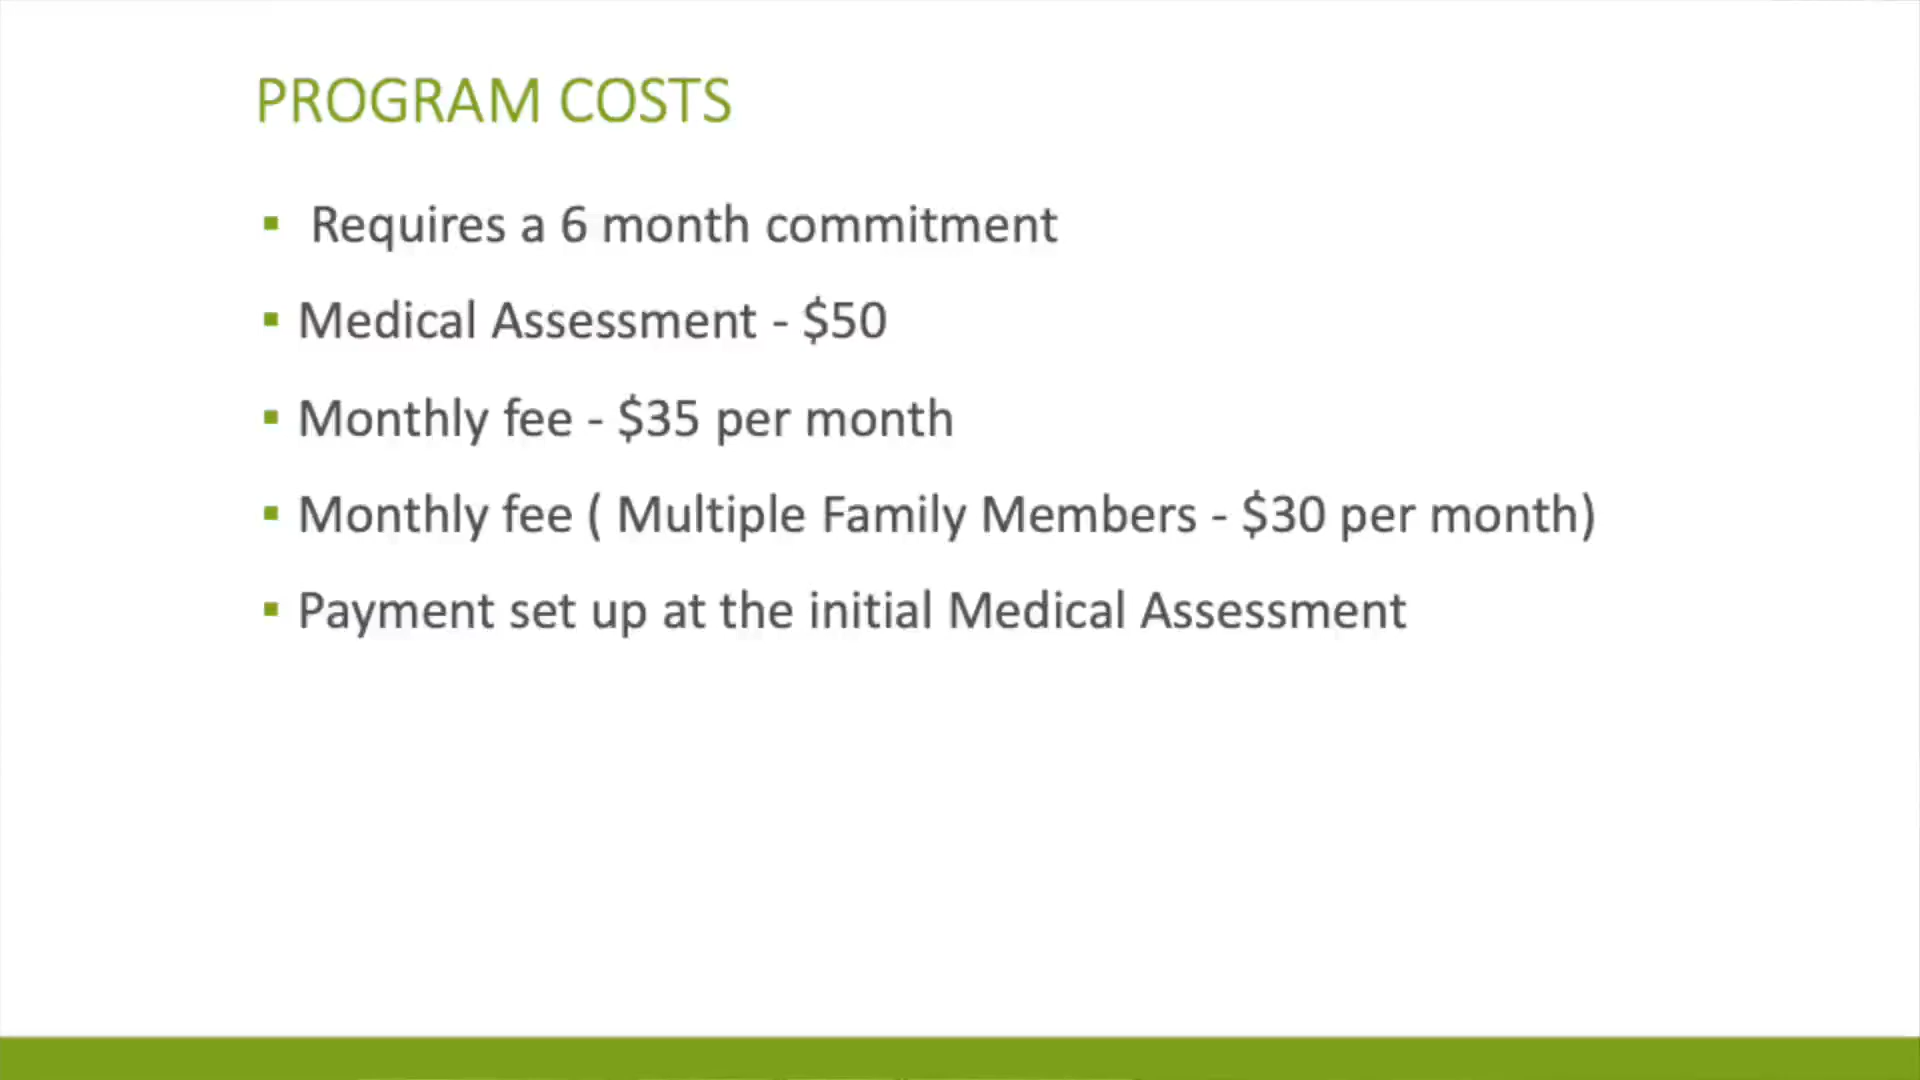 PROGRAM COSTS
▪ Requires a 6 month commitment
▪ Medical Assessment - $50
▪ Monthly fee - $35 per month
▪ Monthly fee ( Multiple Family Members - $30 per month)
▪ Payment set up at the initial Medical Assessment